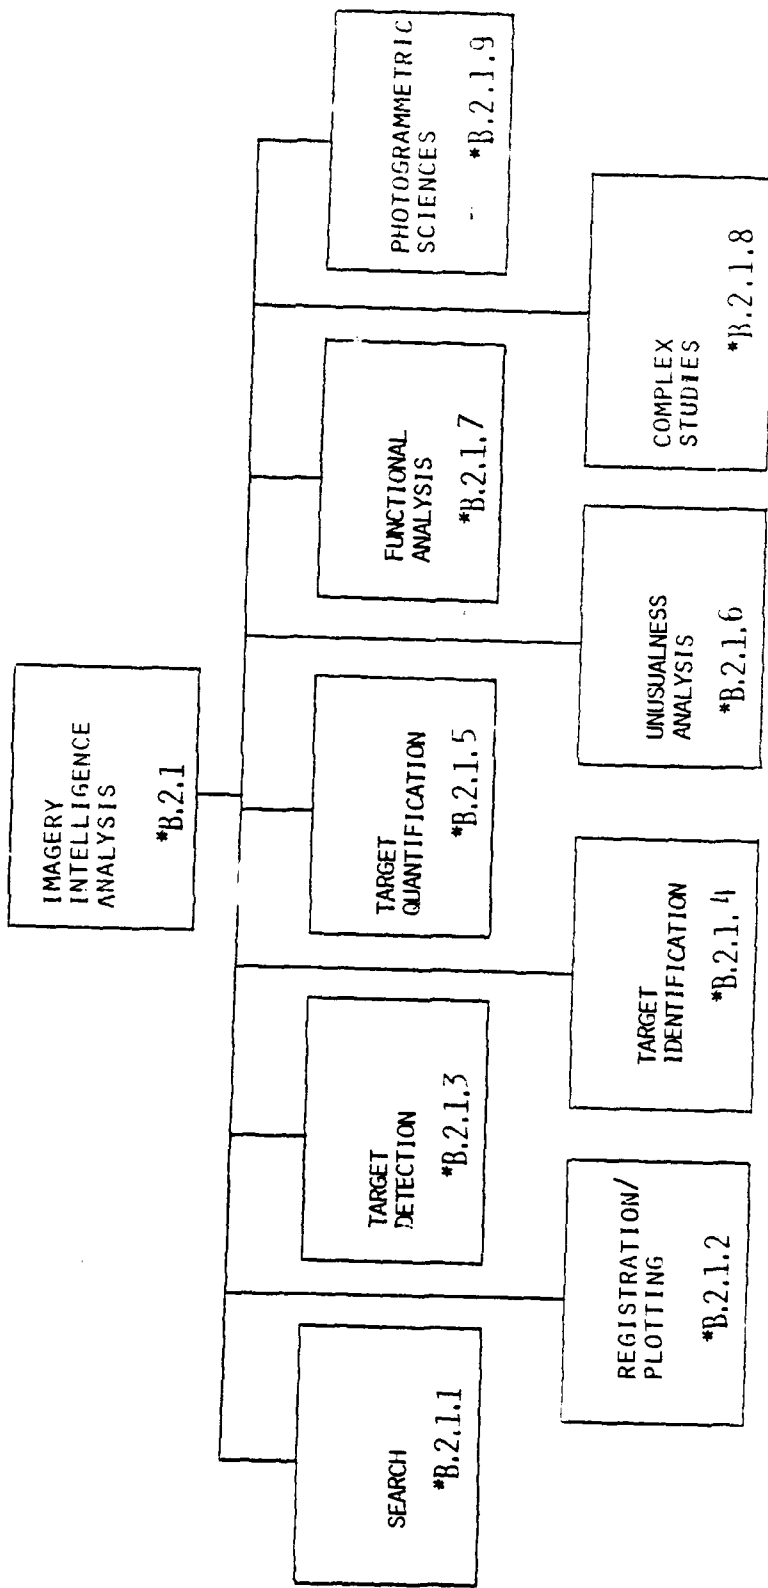 IMAGERY
INTELLIGENCE
ANALYSIS
*B.2.1
SEARCH
*B.2.1.1
REGISTRATION/
PLOTTING
*B.2.1.2
TARGET
DETECTION
*B.2.1.3
TARGET
IDENTIFICATION
*B.2.1.4
TARGET
QUANTIFICATION
*B.2.1.5
UNUSUALNESS
ANALYSIS
*B.2.1.6
FUNCTIONAL
ANALYSIS
*B.2.1.7
COMPLEX
STUDIES
*B.2.1.8
PHOTOGRAMMETRIC
SCIENCES
*B.2.1.9